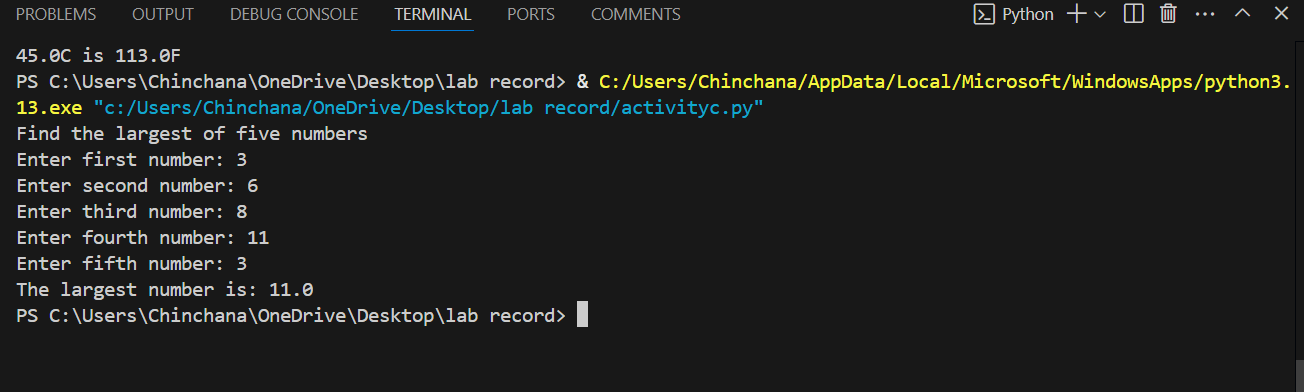 PROBLEMS OUTPUT DEBUG CONSOLE TERMINAL PORTS COMMENTS Python
45.0C is 113.0F
PS C:\Users\Chinchana\OneDrive\Desktop\lab record> & C:/Users/Chinchana/AppData/Local/Microsoft/WindowsApps/python3.
13.exe "c:/Users/Chinchana/OneDrive/Desktop/lab record/activityc.py"
Find the largest of five numbers
Enter first number: 3
Enter second number: 6
Enter third number: 8
Enter fourth number: 11
Enter fifth number: 3
The largest number is: 11.0
PS C:\Users\Chinchana\OneDrive\Desktop\lab record>